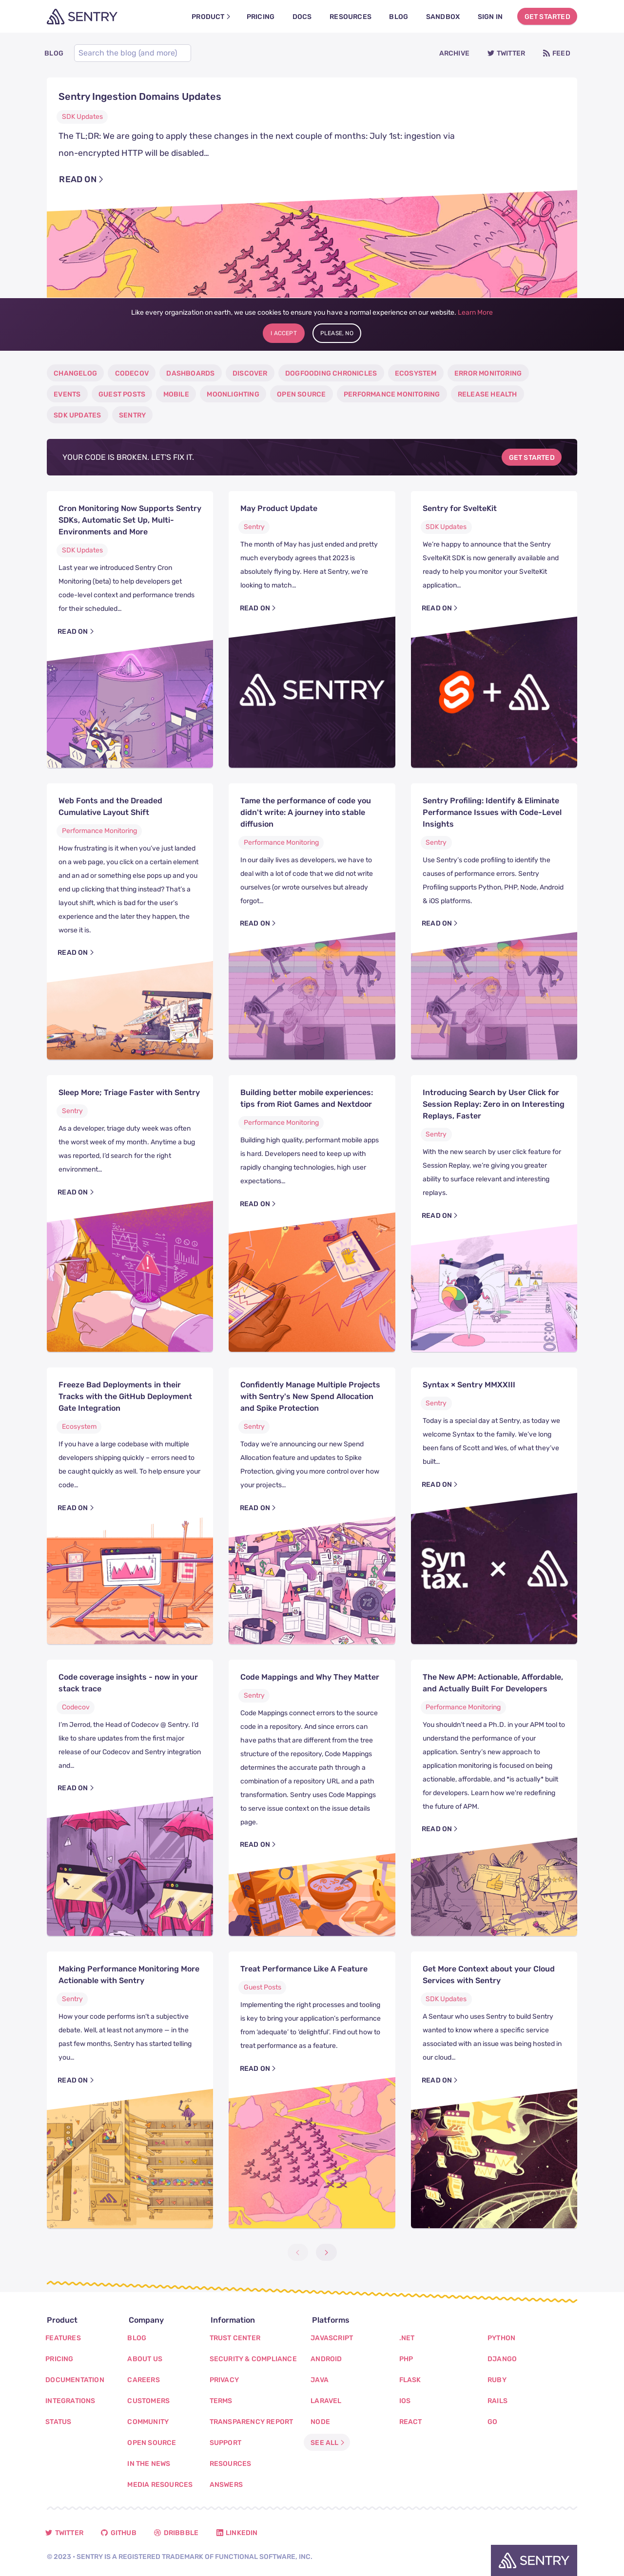 SENTRY
PRODUCT
PRICING
DOCS
RESOURCES
BLOG
SANDBOX
SIGN IN
GET STARTED
BLOG
Search the blog (and more)
ARCHIVE
TWITTER
FEED
Sentry Ingestion Domains Updates
SDK Updates
The TL;DR: We are going to apply these changes in the next couple of months: July 1st: ingestion via
non-encrypted HTTP will be disabled…
READ ON
Like every organization on earth, we use cookies to ensure you have a normal experience on our website. Learn More
I ACCEPT
PLEASE, NO
CHANGELOG
CODECOV
DASHBOARDS
DISCOVER
DOGFOODING CHRONICLES
ECOSYSTEM
ERROR MONITORING
EVENTS
GUEST POSTS
MOBILE
MOONLIGHTING
OPEN SOURCE
PERFORMANCE MONITORING
RELEASE HEALTH
SDK UPDATES
SENTRY
YOUR CODE IS BROKEN. LET'S FIX IT.
GET STARTED
Cron Monitoring Now Supports Sentry
SDKs, Automatic Set Up, Multi-
Environments and More
SDK Updates
Last year we introduced Sentry Cron
Monitoring (beta) to help developers get
code-level context and performance trends
for their scheduled…
READ ON
May Product Update
Sentry
The month of May has just ended and pretty
much everybody agrees that 2023 is
absolutely flying by. Here at Sentry, we're
looking to match…
READ ON
SENTRY
Sentry for SvelteKit
SDK Updates
We're happy to announce that the Sentry
SvelteKit SDK is now generally available and
ready to help you monitor your SvelteKit
application…
READ ON
+
Web Fonts and the Dreaded
Cumulative Layout Shift
Performance Monitoring
How frustrating is it when you've just landed
on a web page, you click on a certain element
and an ad or something else pops up and you
end up clicking that thing instead? That's a
layout shift, which is bad for the user's
experience and the later they happen, the
worse it is.
READ ON
Tame the performance of code you
didn't write: A journey into stable
diffusion
Performance Monitoring
In our daily lives as developers, we have to
deal with a lot of code that we did not write
ourselves (or wrote ourselves but already
forgot…
READ ON
Sentry Profiling: Identify & Eliminate
Performance Issues with Code-Level
Insights
Sentry
Use Sentry's code profiling to identify the
causes of performance errors. Sentry
Profiling supports Python, PHP, Node, Android
& iOS platforms.
READ ON
Sleep More; Triage Faster with Sentry
Sentry
As a developer, triage duty week was often
the worst week of my month. Anytime a bug
was reported, I'd search for the right
environment…
READ ON
Building better mobile experiences:
tips from Riot Games and Nextdoor
Performance Monitoring
Building high quality, performant mobile apps
is hard. Developers need to keep up with
rapidly changing technologies, high user
expectations…
READ ON
Introducing Search by User Click for
Session Replay: Zero in on Interesting
Replays, Faster
Sentry
With the new search by user click feature for
Session Replay, we're giving you greater
ability to surface relevant and interesting
replays.
READ ON
00:30
Freeze Bad Deployments in their
Tracks with the GitHub Deployment
Gate Integration
Ecosystem
If you have a large codebase with multiple
developers shipping quickly – errors need to
be caught quickly as well. To help ensure your
code…
READ ON
Confidently Manage Multiple Projects
with Sentry's New Spend Allocation
and Spike Protection
Sentry
Today we're announcing our new Spend
Allocation feature and updates to Spike
Protection, giving you more control over how
your projects…
READ ON
Syntax × Sentry MMXXIII
Sentry
Today is a special day at Sentry, as today we
welcome Syntax to the family. We've long
been fans of Scott and Wes, of what they've
built…
READ ON
Syn
tax. ×
Code coverage insights - now in your
stack trace
Codecov
I'm Jerrod, the Head of Codecov @ Sentry. I'd
like to share updates from the first major
release of our Codecov and Sentry integration
and…
READ ON
Code Mappings and Why They Matter
Sentry
Code Mappings connect errors to the source
code in a repository. And since errors can
have paths that are different from the tree
structure of the repository, Code Mappings
determines the accurate path through a
combination of a repository URL and a path
transformation. Sentry uses Code Mappings
to serve issue context on the issue details
page.
READ ON
The New APM: Actionable, Affordable,
and Actually Built For Developers
Performance Monitoring
You shouldn't need a Ph.D. in your APM tool to
understand the performance of your
application. Sentry's new approach to
application monitoring is focused on being
actionable, affordable, and *is actually* built
for developers. Learn how we're redefining
the future of APM.
READ ON
Making Performance Monitoring More
Actionable with Sentry
Sentry
How your code performs isn't a subjective
debate. Well, at least not anymore — in the
past few months, Sentry has started telling
you…
READ ON
Treat Performance Like A Feature
Guest Posts
Implementing the right processes and tooling
is key to bring your application's performance
from 'adequate' to 'delightful'. Find out how to
treat performance as a feature.
READ ON
Get More Context about your Cloud
Services with Sentry
SDK Updates
A Sentaur who uses Sentry to build Sentry
wanted to know where a specific service
associated with an issue was being hosted in
our cloud…
READ ON
Product
FEATURES
PRICING
DOCUMENTATION
INTEGRATIONS
STATUS
Company
BLOG
ABOUT US
CAREERS
CUSTOMERS
COMMUNITY
OPEN SOURCE
IN THE NEWS
MEDIA RESOURCES
Information
TRUST CENTER
SECURITY & COMPLIANCE
PRIVACY
TERMS
TRANSPARENCY REPORT
SUPPORT
RESOURCES
ANSWERS
Platforms
JAVASCRIPT
ANDROID
JAVA
LARAVEL
NODE
SEE ALL
.NET
PHP
FLASK
IOS
REACT
PYTHON
DJANGO
RUBY
RAILS
GO
TWITTER
GITHUB
DRIBBBLE
LINKEDIN
© 2023 • SENTRY IS A REGISTERED TRADEMARK OF FUNCTIONAL SOFTWARE, INC.
SENTRY